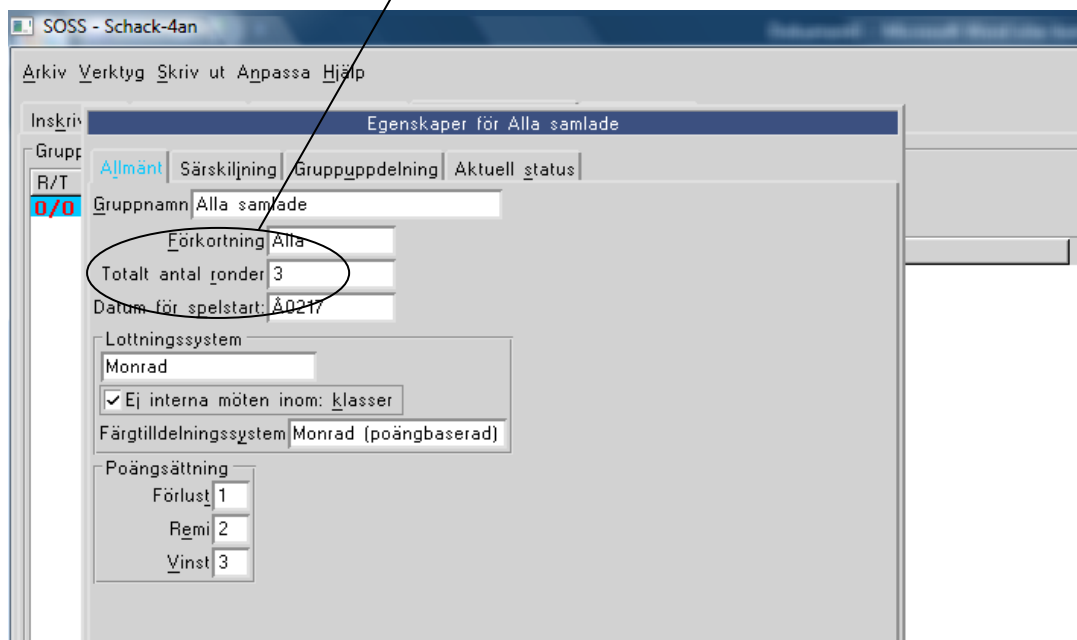 SOSS - Schack-4an
Arkiv Verktyg Skriv ut Anpassa Hjälp
Inskriv
Egenskaper för Alla samlade
Grupp
Allmänt Särskiljning Gruppuppdelning Aktuell status
R/T
0/0
Gruppnamn Alla samlade
Förkortning Alla
Totalt antal ronder 3
Datum för spelstart: Å0217
Lottningssystem
Monrad
Ej interna möten inom: klasser
Färgtilldelningssystem Monrad (poängbaserad)
Poängsättning
Förlust 1
Remi 2
Vinst 3